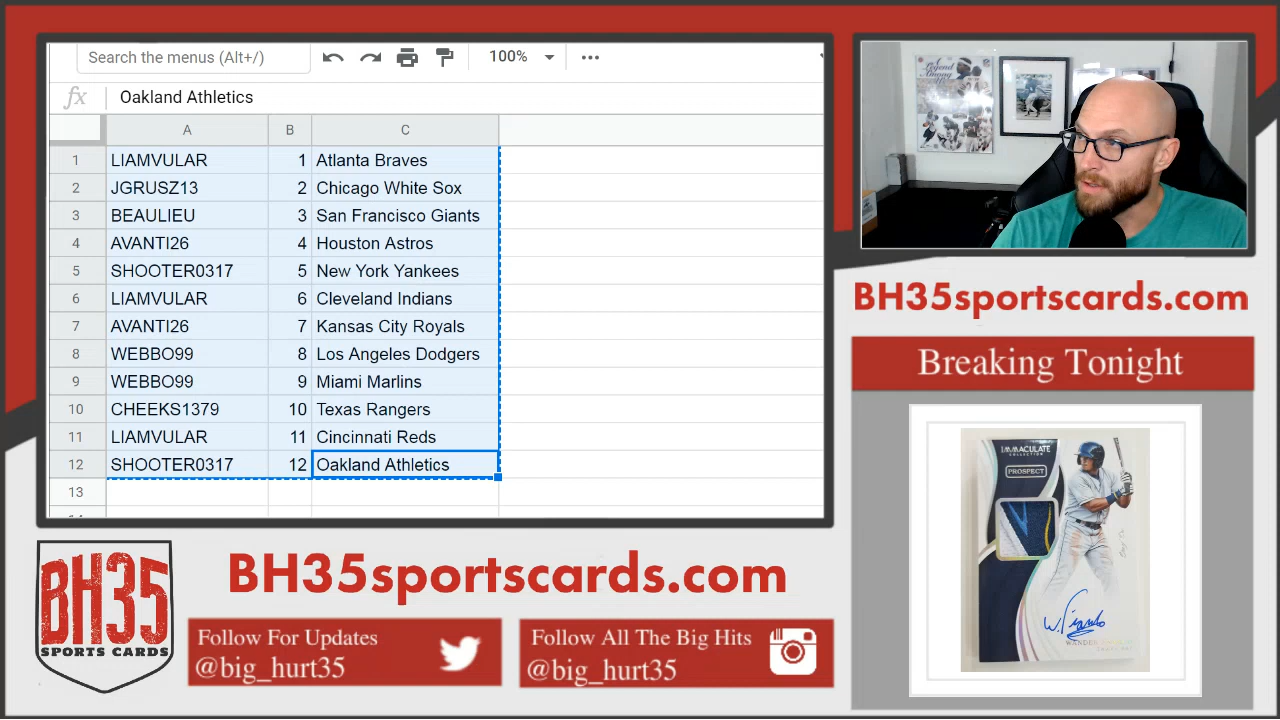 Search the menus (Alt+/)
100%
fx
Oakland Athletics
A B C
1 LIAMVULAR 1 Atlanta Braves
2 JGRUSZ13 2 Chicago White Sox
3 BEAULIEU 3 San Francisco Giants
4 AVANTI26 4 Houston Astros
5 SHOOTER0317 5 New York Yankees
6 LIAMVULAR 6 Cleveland Indians
7 AVANTI26 7 Kansas City Royals
8 WEBBO99 8 Los Angeles Dodgers
9 WEBBO99 9 Miami Marlins
10 CHEEKS1379 10 Texas Rangers
11 LIAMVULAR 11 Cincinnati Reds
12 SHOOTER0317 12 Oakland Athletics
13
BH35sportscards.com
Breaking Tonight
IMMACULATE
COLLECTION
PROSPECT
WANDER
BH35
SPORTS CARDS
BH35sportscards.com
Follow For Updates
@big_hurt35
Follow All The Big Hits
@big_hurt35